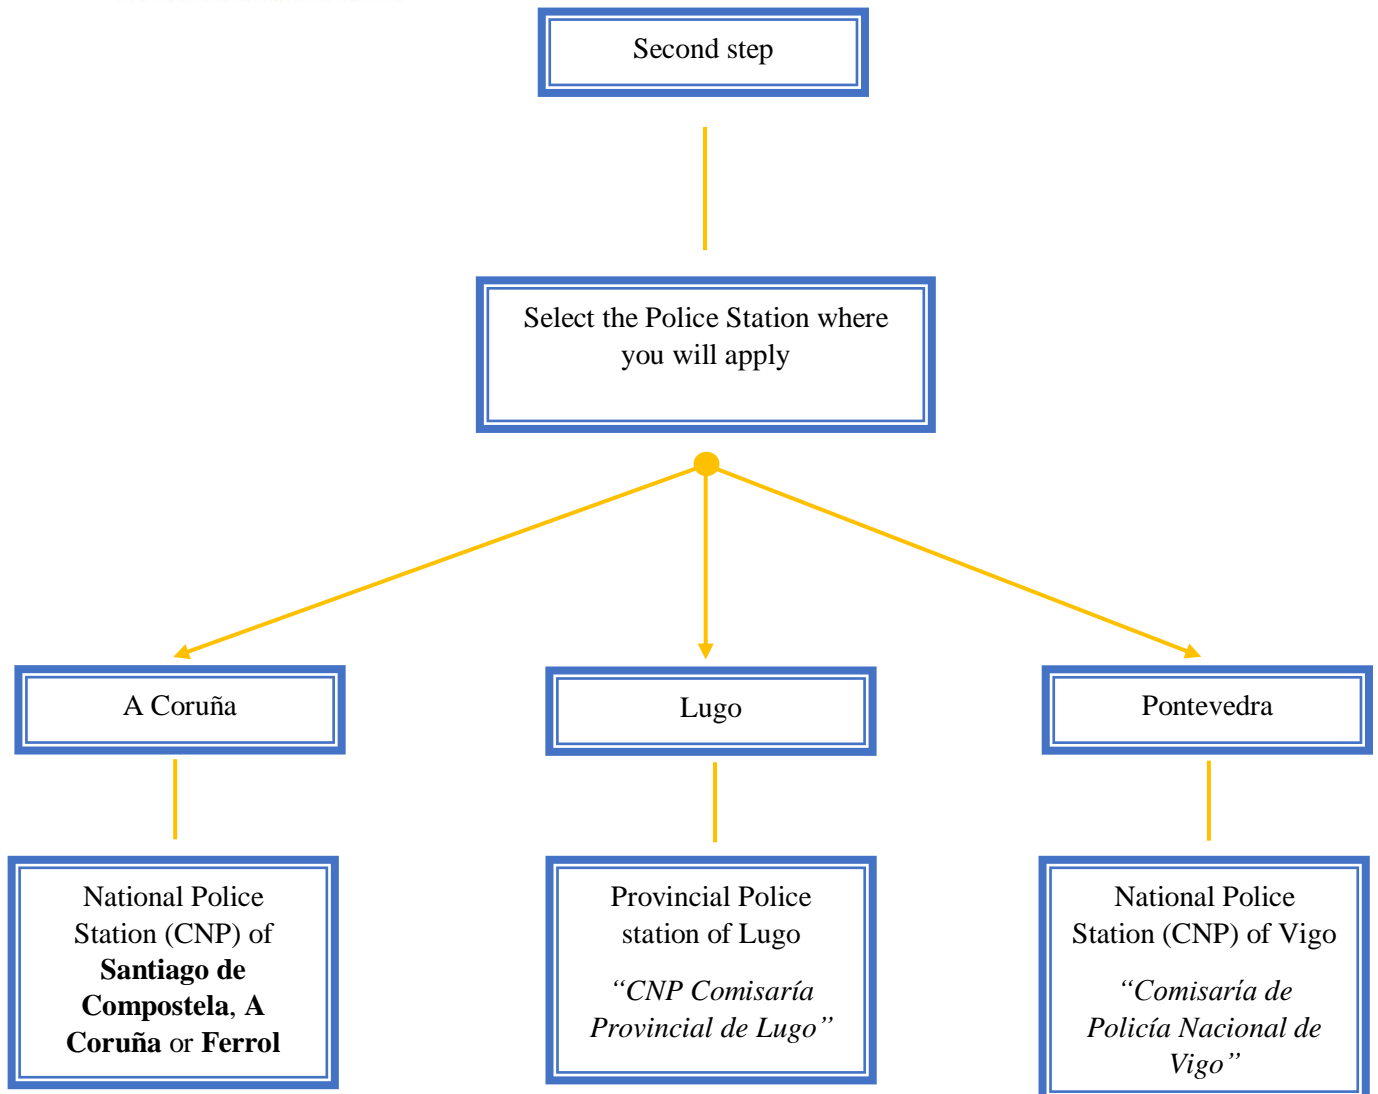 Second step
Select the Police Station where
you will apply
A Coruña
Lugo
Pontevedra
National Police
Station (CNP) of
Santiago de
Compostela, A
Coruña or Ferrol
Provincial Police
station of Lugo
“CNP Comisaría
Provincial de Lugo”
National Police
Station (CNP) of Vigo
“Comisaría de
Policía Nacional de
Vigo”